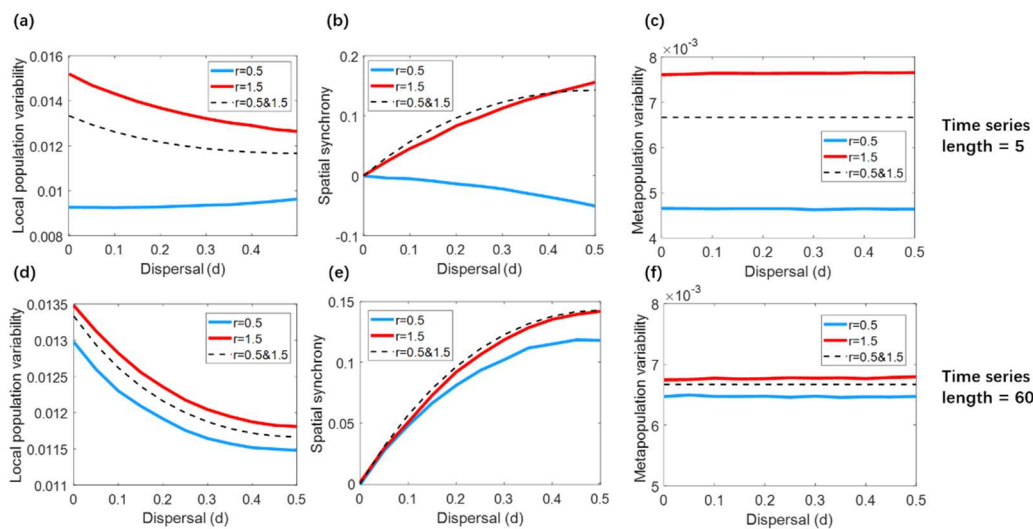 (a)
Local population variability
0.016
0.014
0.012
0.01
0.008
0 0.1 0.2 0.3 0.4 0.5
Dispersal (d)
r=0.5
r=1.5
r=0.5&1.5
(b)
Spatial synchrony
0.2
0.1
0
-0.1
0 0.1 0.2 0.3 0.4 0.5
Dispersal (d)
r=0.5
r=1.5
r=0.5&1.5
(c)
Metapopulation variability
×10⁻³
8
7
6
5
4
0 0.1 0.2 0.3 0.4 0.5
Dispersal (d)
r=0.5
r=1.5
r=0.5&1.5
Time series
length = 5
(d)
Local population variability
0.0135
0.013
0.0125
0.012
0.0115
0.011
0 0.1 0.2 0.3 0.4 0.5
Dispersal (d)
r=0.5
r=1.5
r=0.5&1.5
(e)
Spatial synchrony
0.15
0.1
0.05
0
0 0.1 0.2 0.3 0.4 0.5
Dispersal (d)
r=0.5
r=1.5
r=0.5&1.5
(f)
Metapopulation variability
×10⁻³
8
7
6
5
0 0.1 0.2 0.3 0.4 0.5
Dispersal (d)
r=0.5
r=1.5
r=0.5&1.5
Time series
length = 60